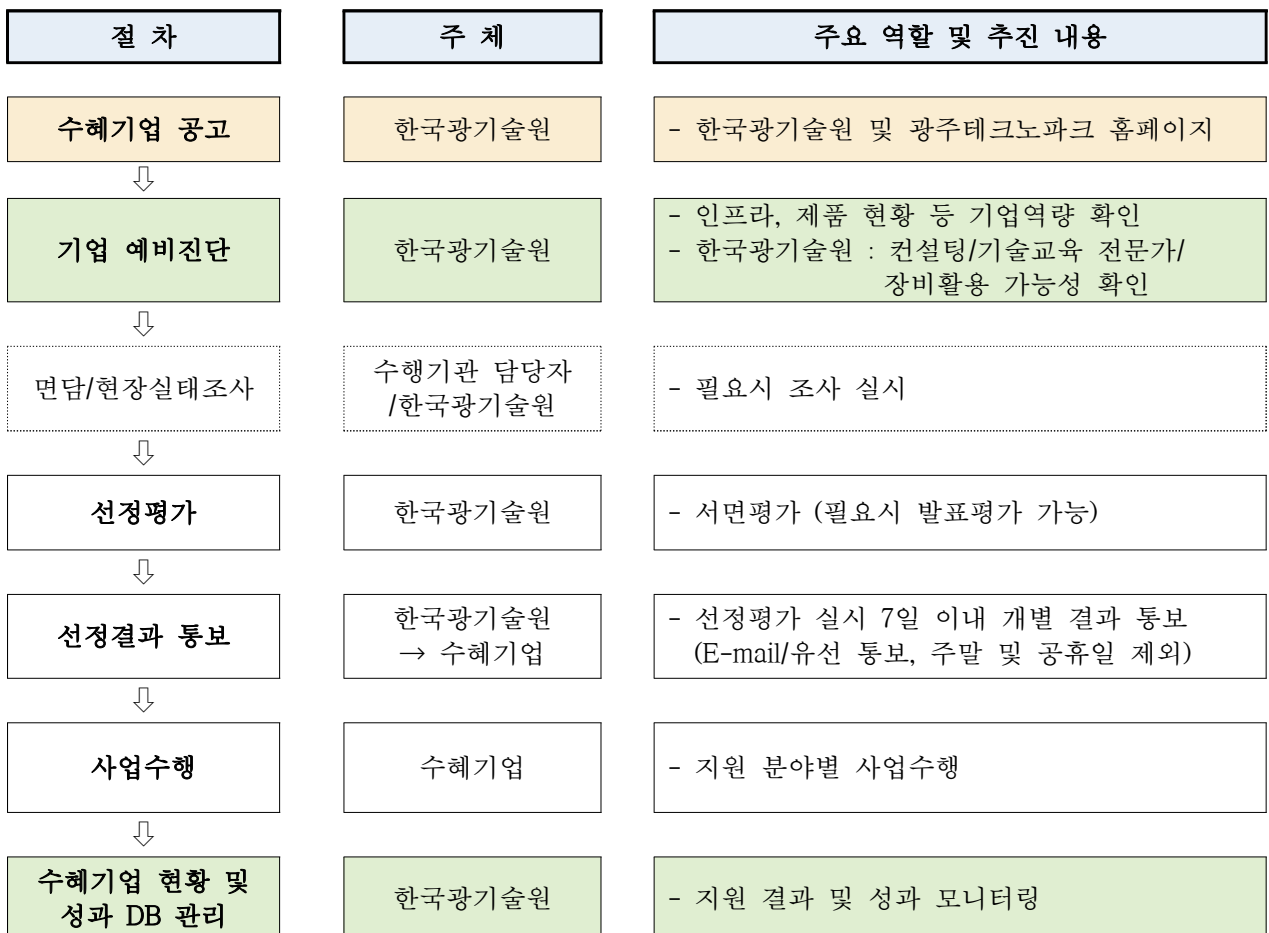 절 차
주 체
주요 역할 및 추진 내용
수혜기업 공고
한국광기술원
- 한국광기술원 및 광주테크노파크 홈페이지
⇩
기업 예비진단
한국광기술원
- 인프라, 제품 현황 등 기업역량 확인
- 한국광기술원 : 컨설팅/기술교육 전문가/
장비활용 가능성 확인
⇩
면담/현장실태조사
수행기관 담당자
/한국광기술원
- 필요시 조사 실시
⇩
선정평가
한국광기술원
- 서면평가 (필요시 발표평가 가능)
⇩
선정결과 통보
한국광기술원
→ 수혜기업
- 선정평가 실시 7일 이내 개별 결과 통보
(E-mail/유선 통보, 주말 및 공휴일 제외)
⇩
사업수행
수혜기업
- 지원 분야별 사업수행
⇩
수혜기업 현황 및
성과 DB 관리
한국광기술원
- 지원 결과 및 성과 모니터링